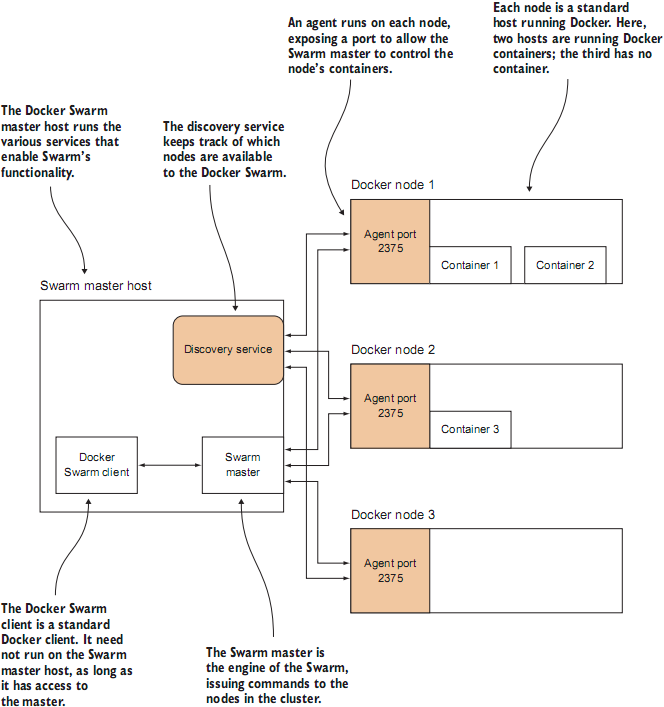 An agent runs on each node,
exposing a port to allow the
Swarm master to control the
node's containers.
Each node is a standard
host running Docker. Here,
two hosts are running Docker
containers; the third has no
container.
The Docker Swarm
master host runs the
various services that
enable Swarm's
functionality.
The discovery service
keeps track of which
nodes are available
to the Docker Swarm.
Docker node 1
Agent port
2375
Container 1
Container 2
Swarm master host
Discovery service
Docker node 2
Agent port
2375
Container 3
Docker
Swarm client
Swarm
master
Docker node 3
Agent port
2375
The Docker Swarm
client is a standard
Docker client. It need
not run on the Swarm
master host, as long as
it has access to
the master.
The Swarm master is
the engine of the Swarm,
issuing commands to the
nodes in the cluster.